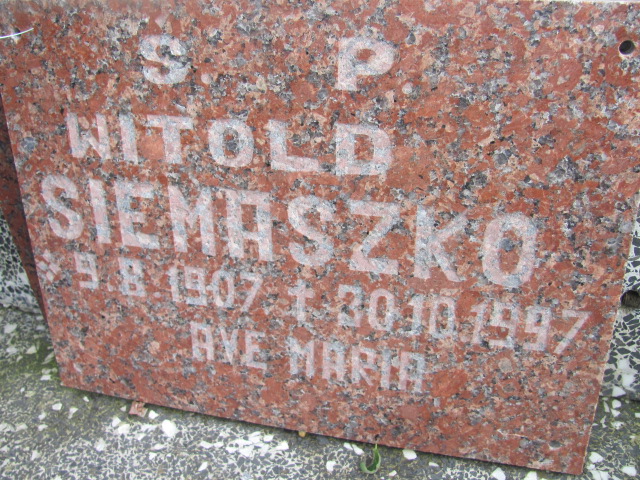 S P
WITOLD
SIEMASZKO
* 9.8.1907 † 30.10.1997
AVE MARIA